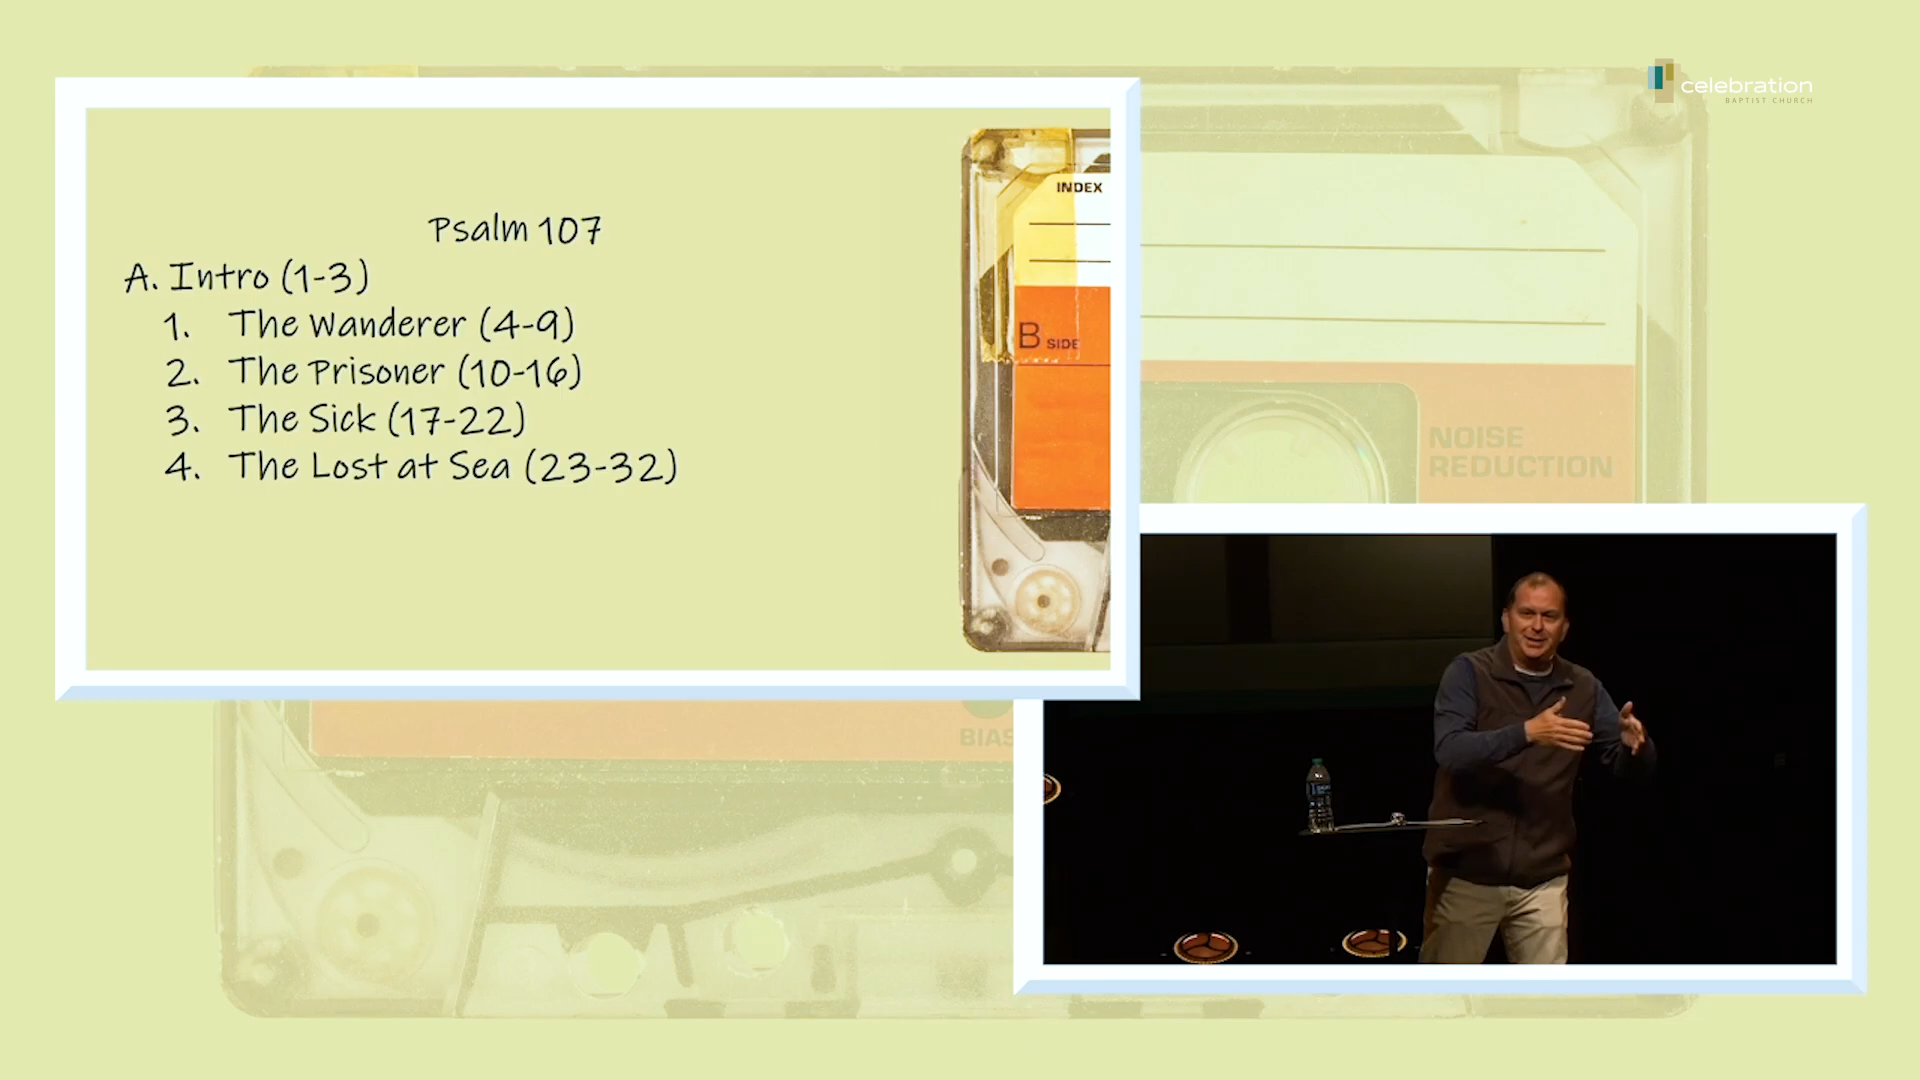 celebration
BAPTIST CHURCH
Psalm 107
A. Intro (1-3)
1. The Wanderer (4-9)
2. The Prisoner (10-16)
3. The Sick (17-22)
4. The Lost at Sea (23-32)
INDEX
B SIDE
NOISE
REDUCTION
BIAS